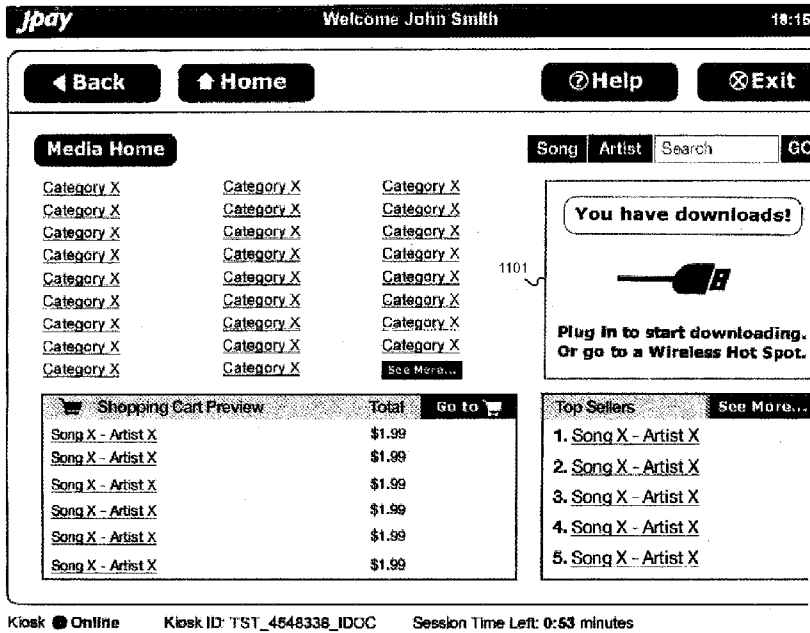 Jpay Welcome John Smith 18:15
Back Home Help Exit
Media Home Song Artist Search GO
Category X Category X Category X
Category X Category X Category X
Category X Category X Category X
Category X Category X Category X
Category X Category X Category X
Category X Category X Category X
Category X Category X Category X
Category X Category X Category X
Category X Category X See More...
1101
You have downloads!
Plug in to start downloading.
Or go to a Wireless Hot Spot.
Shopping Cart Preview Total Go to
Song X - Artist X $1.99
Song X - Artist X $1.99
Song X - Artist X $1.99
Song X - Artist X $1.99
Song X - Artist X $1.99
Song X - Artist X $1.99
Top Sellers See More...
1. Song X - Artist X
2. Song X - Artist X
3. Song X - Artist X
4. Song X - Artist X
5. Song X - Artist X
Kiosk Online Kiosk ID: TST_4548338_IDOC Session Time Left: 0:53 minutes